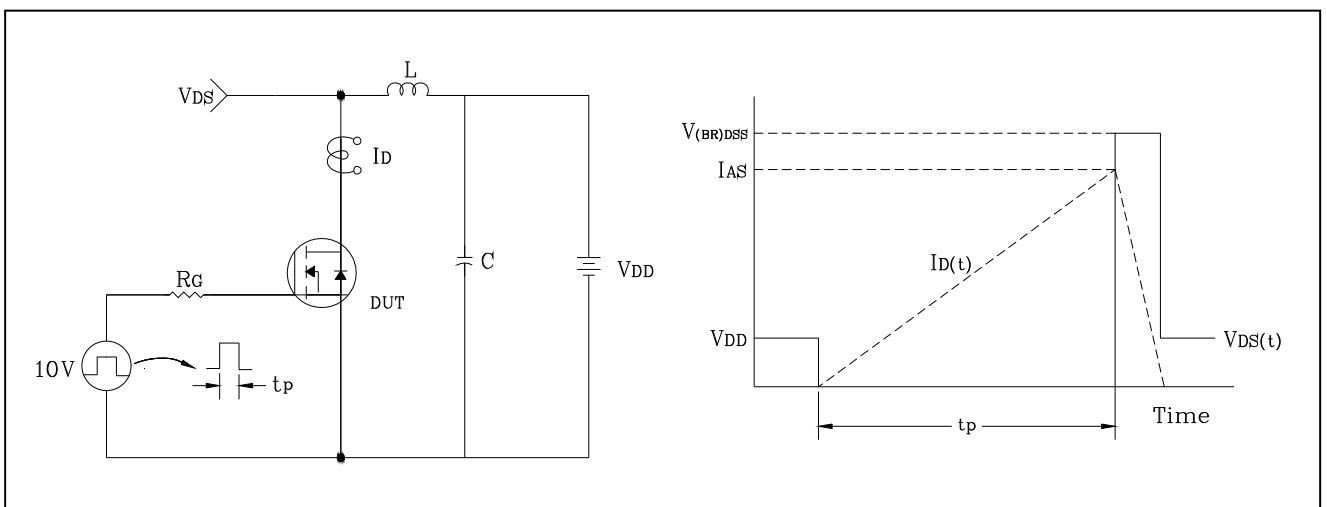 L
VDS
ID
RG
C
VDD
DUT
10V
tp
V(BR)DSS
IAS
ID(t)
VDD
VDS(t)
Time
tp